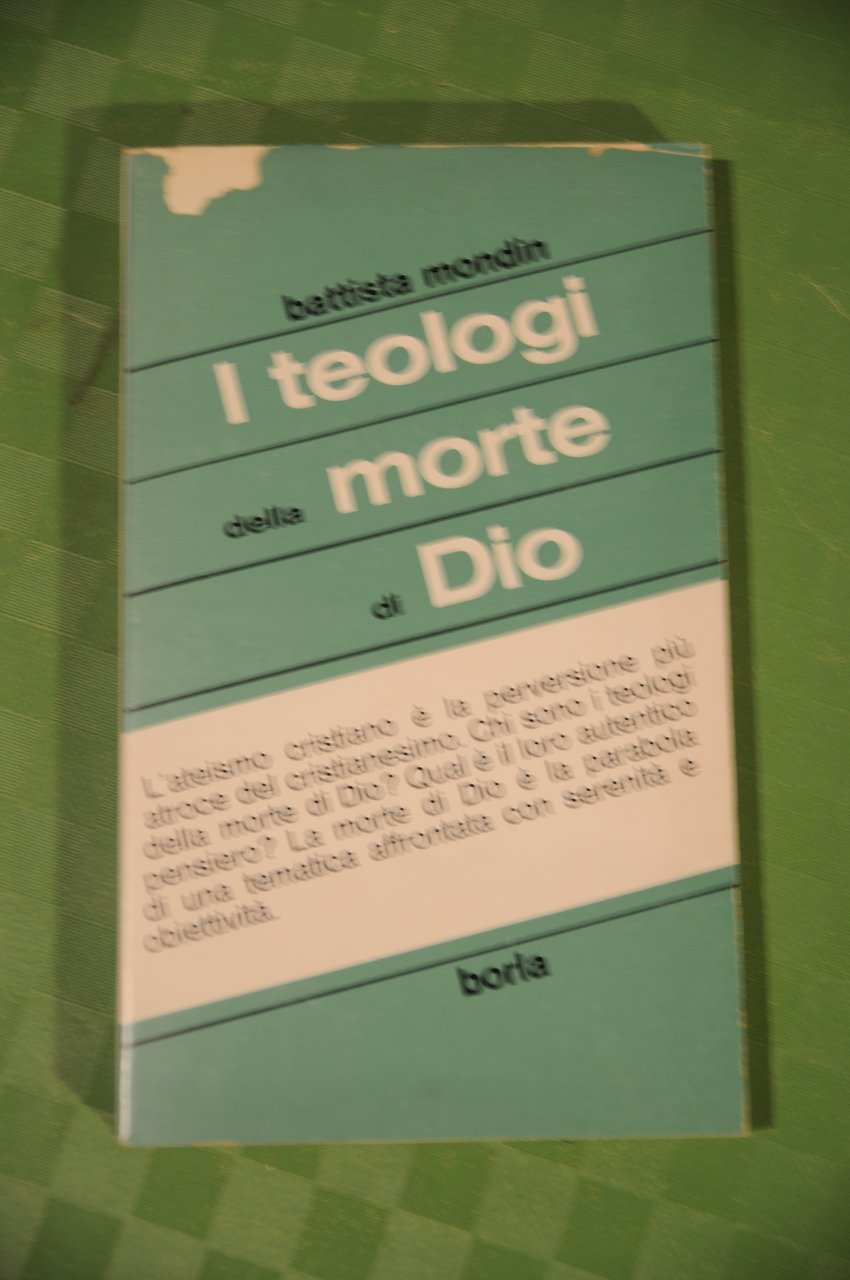 battista mondin
I teologi
della morte
di Dio
L'ateismo cristiano è la perversione più
atroce del cristianesimo. Chi sono i teologi
della morte di Dio? Qual è il loro autentico
pensiero? La morte di Dio è la parabola
di una tematica affrontata con serenità e
obiettività.
borla